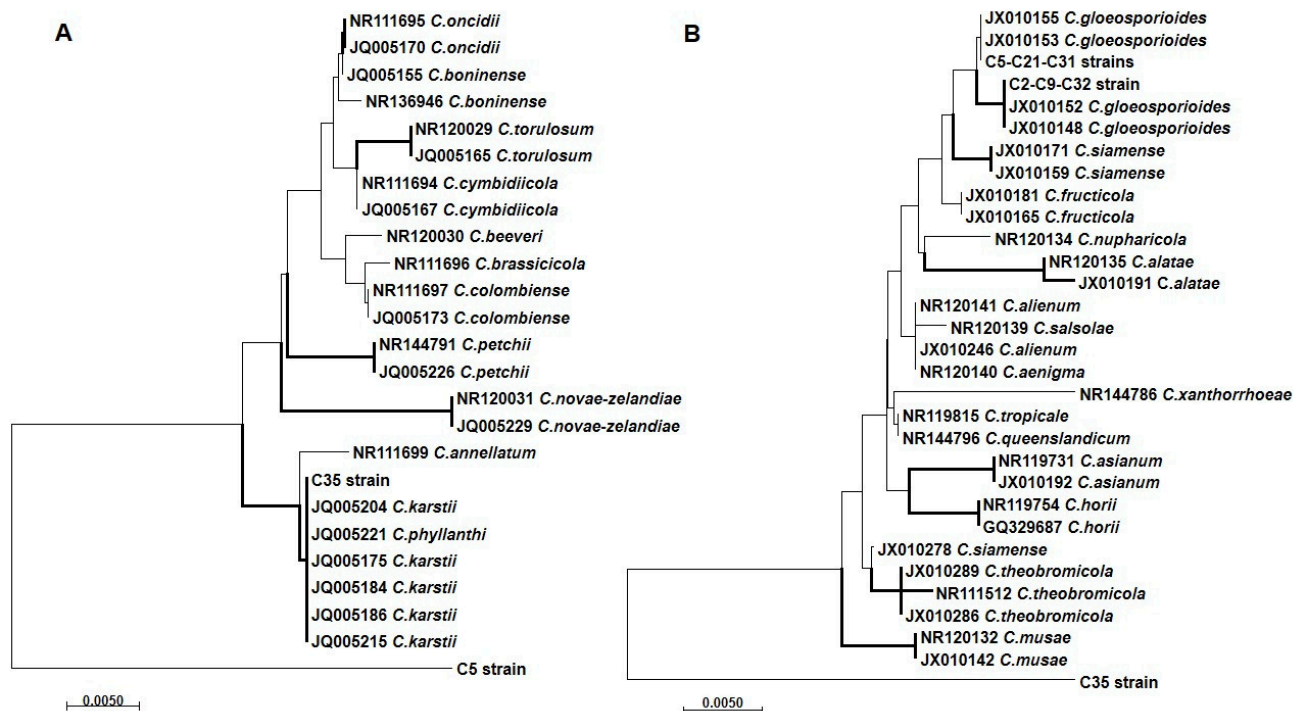 A
NR111695 C.oncidii
JQ005170 C.oncidii
JQ005155 C.boninense
NR136946 C.boninense
NR120029 C.torulosum
JQ005165 C.torulosum
NR111694 C.cymbidiicola
JQ005167 C.cymbidiicola
NR120030 C.beeveri
NR111696 C.brassicicola
NR111697 C.colombiense
JQ005173 C.colombiense
NR144791 C.petchii
JQ005226 C.petchii
NR120031 C.novae-zelandiae
JQ005229 C.novae-zelandiae
NR111699 C.annellatum
C35 strain
JQ005204 C.karstii
JQ005221 C.phyllanthi
JQ005175 C.karstii
JQ005184 C.karstii
JQ005186 C.karstii
JQ005215 C.karstii
C5 strain
0.0050
B
JX010155 C.gloeosporioides
JX010153 C.gloeosporioides
C5-C21-C31 strains
C2-C9-C32 strain
JX010152 C.gloeosporioides
JX010148 C.gloeosporioides
JX010171 C.siamense
JX010159 C.siamense
JX010181 C.fructicola
JX010165 C.fructicola
NR120134 C.nupharicola
NR120135 C.alatae
JX010191 C.alatae
NR120141 C.alienum
NR120139 C.salsolae
JX010246 C.alienum
NR120140 C.aenigma
NR144786 C.xanthorrhoeae
NR119815 C.tropicale
NR144796 C.queenslandicum
NR119731 C.asianum
JX010192 C.asianum
NR119754 C.horii
GQ329687 C.horii
JX010278 C.siamense
JX010289 C.theobromicola
NR111512 C.theobromicola
JX010286 C.theobromicola
NR120132 C.musae
JX010142 C.musae
C35 strain
0.0050